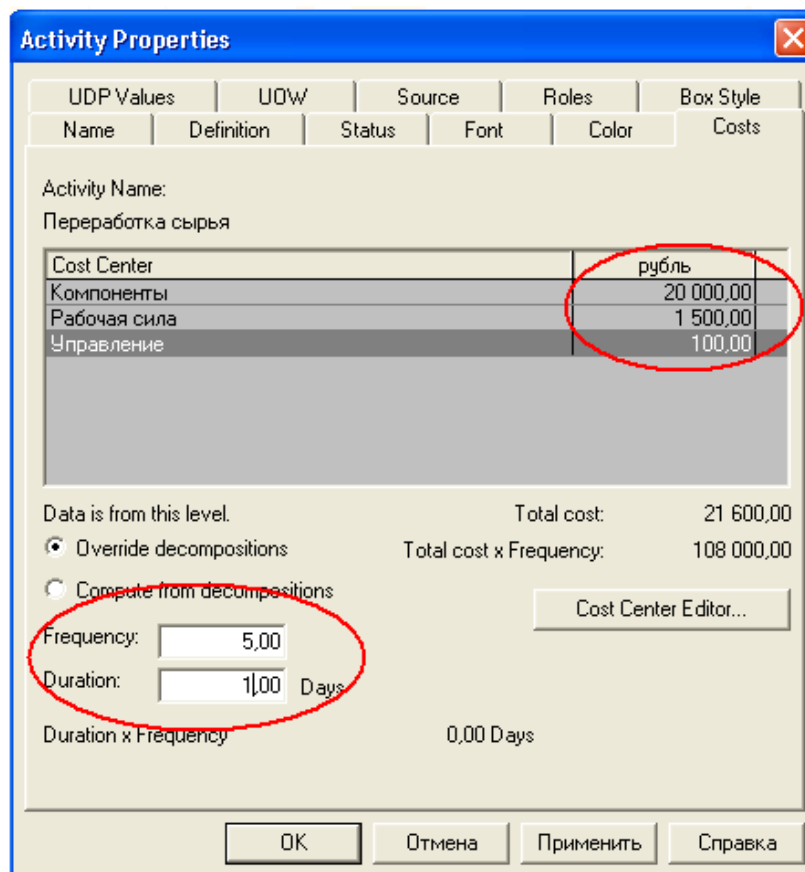 Activity Properties
UDP Values UOW Source Roles Box Style
Name Definition Status Font Color Costs
Activity Name:
Переработка сырья
Cost Center рубль
Компоненты 20 000,00
Рабочая сила 1 500,00
Управление 100,00
Data is from this level. Total cost: 21 600,00
Override decompositions Total cost x Frequency: 108 000,00
Compute from decompositions
Cost Center Editor...
Frequency: 5,00
Duration: 1,00 Days
Duration x Frequency 0,00 Days
OK Отмена Применить Справка